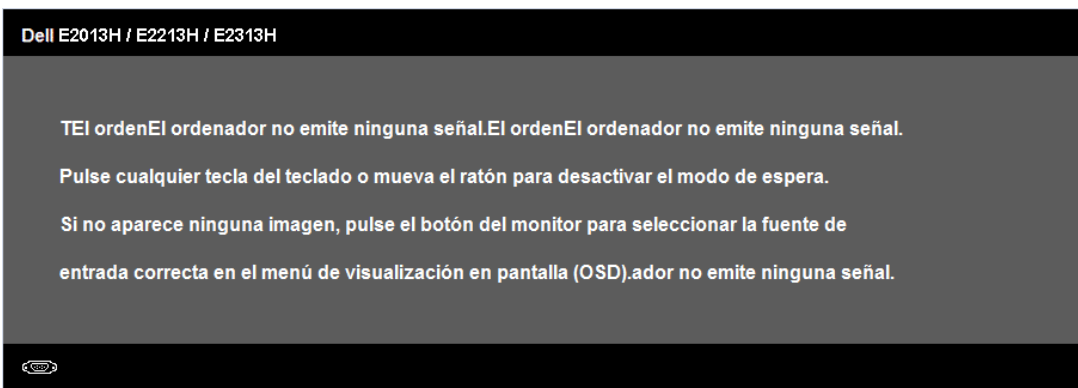 Dell E2013H / E2213H / E2313H
TEl ordenEl ordenador no emite ninguna señal.El ordenEl ordenador no emite ninguna señal.
Pulse cualquier tecla del teclado o mueva el ratón para desactivar el modo de espera.
Si no aparece ninguna imagen, pulse el botón del monitor para seleccionar la fuente de
entrada correcta en el menú de visualización en pantalla (OSD).ador no emite ninguna señal.